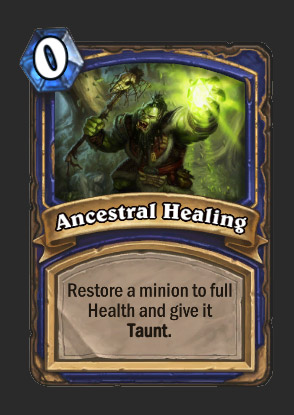 0
Ancestral Healing
Restore a minion to full
Health and give it
Taunt.